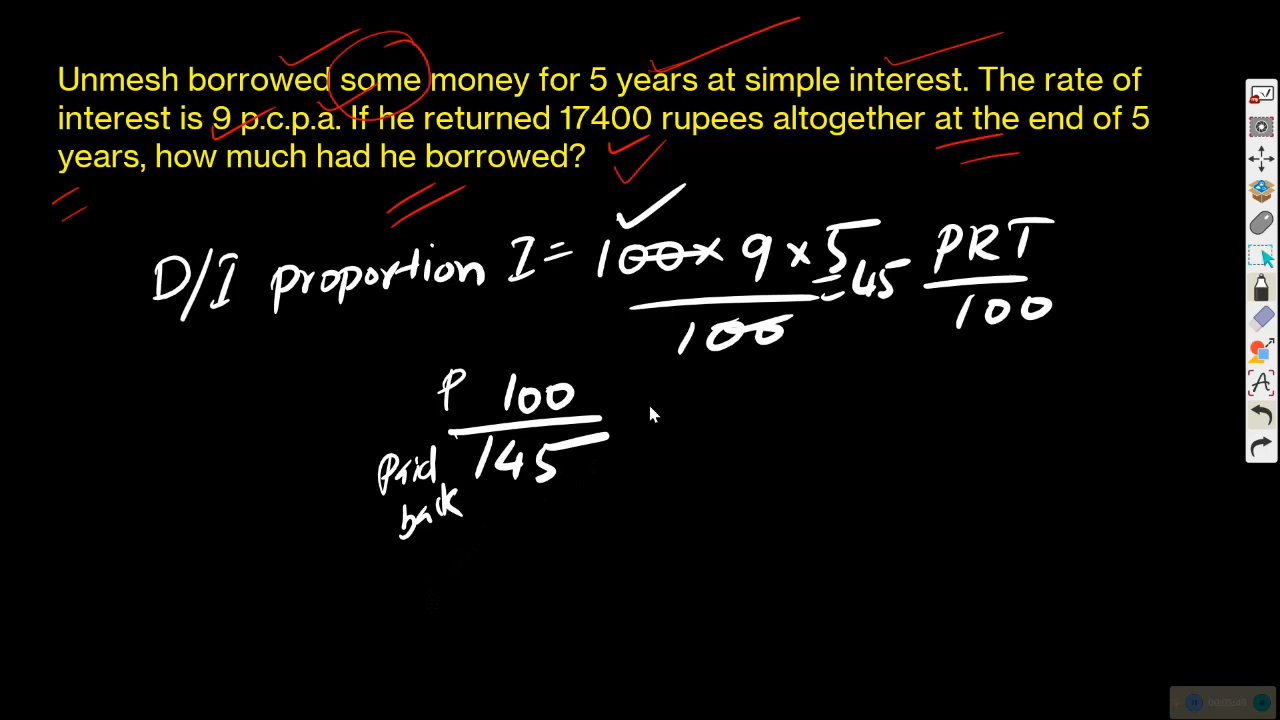 Unmesh borrowed some money for 5 years at simple interest. The rate of
interest is 9 p.c.p.a. If he returned 17400 rupees altogether at the end of 5
years, how much had he borrowed?
D/I proportion I = 100 × 9 × 5 45 PRT
100 100
P 100
Paid 145
back